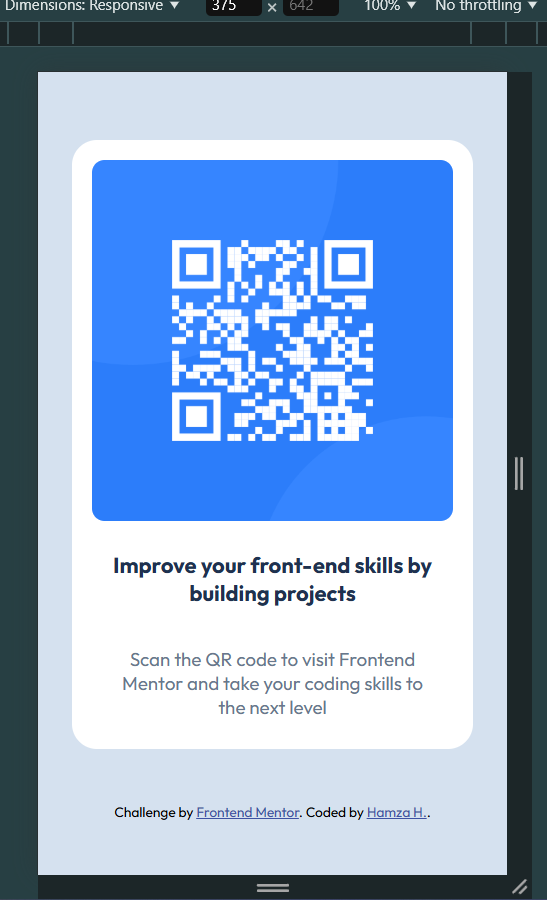 Dimensions: Responsive ▼ 375 × 642 100% ▼ No throttling ▼
Improve your front-end skills by
building projects
Scan the QR code to visit Frontend
Mentor and take your coding skills to
the next level
Challenge by Frontend Mentor. Coded by Hamza H..